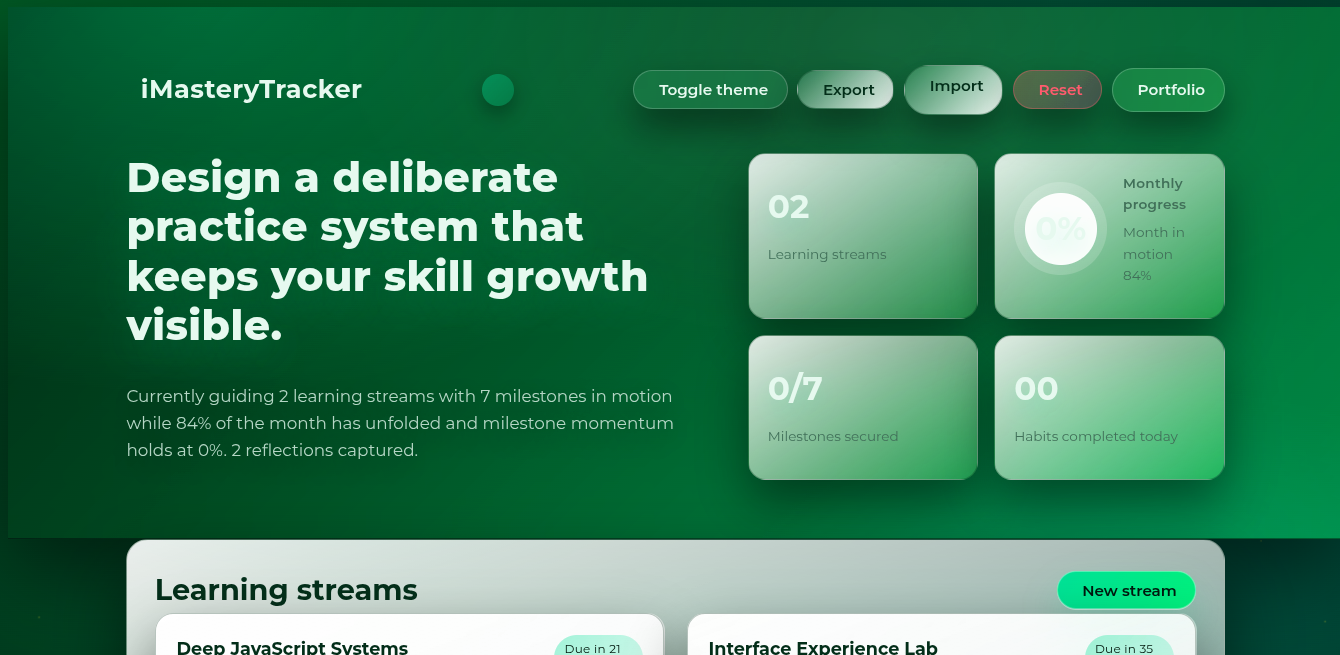 iMasteryTracker
Toggle theme
Export
Import
Reset
Portfolio
Design a deliberate
practice system that
keeps your skill growth
visible.
Currently guiding 2 learning streams with 7 milestones in motion
while 84% of the month has unfolded and milestone momentum
holds at 0%. 2 reflections captured.
02
Learning streams
0%
Monthly
progress
Month in
motion
84%
0/7
Milestones secured
00
Habits completed today
Learning streams
New stream
Deep JavaScript Systems
Due in 21
Interface Experience Lab
Due in 35